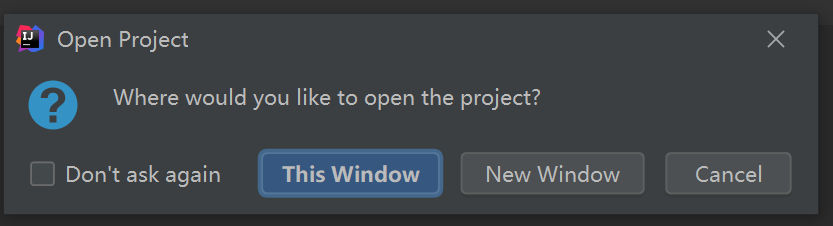 IJ
Open Project
Where would you like to open the project?
Don't ask again
This Window
New Window
Cancel